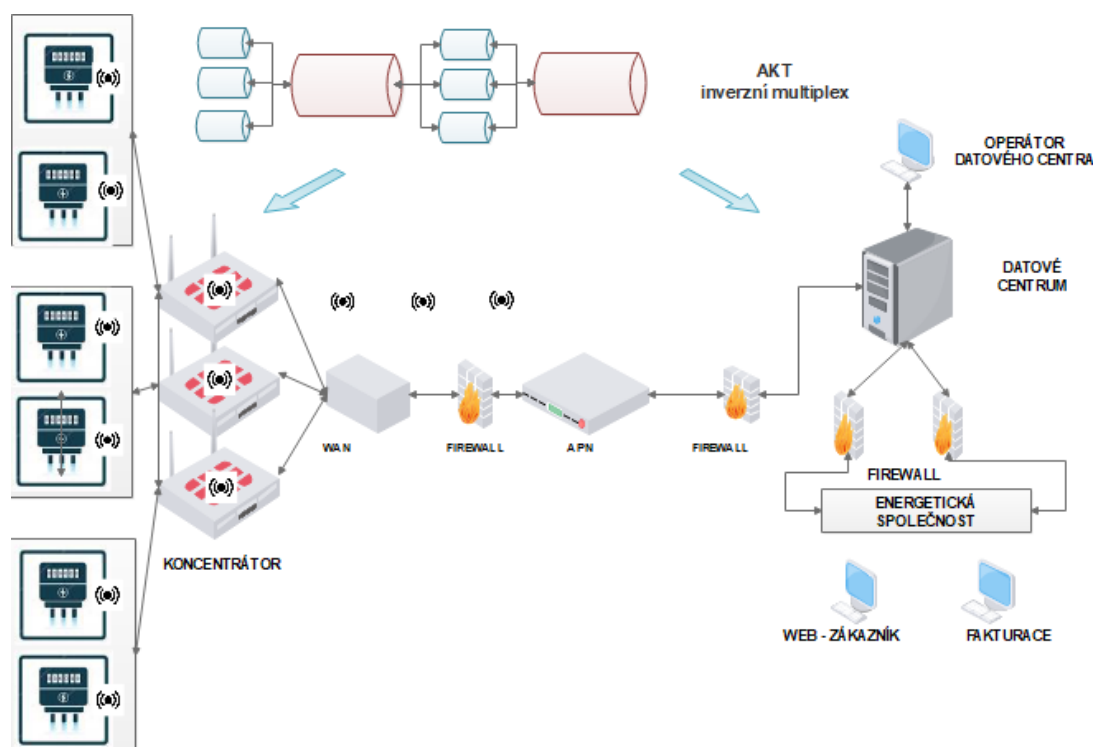 AKT
inverzní multiplex
OPERÁTOR
DATOVÉHO CENTRA
DATOVÉ
CENTRUM
WAN
FIREWALL
APN
FIREWALL
FIREWALL
ENERGETICKÁ
SPOLEČNOST
KONCENTRÁTOR
WEB - ZÁKAZNÍK
FAKTURACE